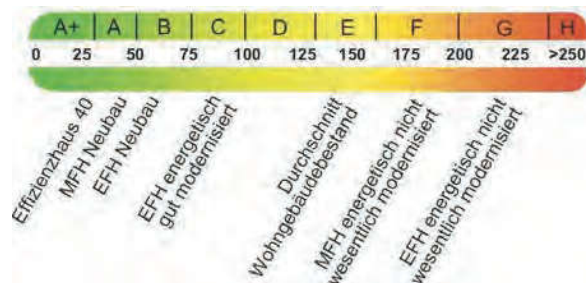 A+ A B C D E F G H
0 25 50 75 100 125 150 175 200 225 >250
Effizienzhaus 40
MFH Neubau
EFH Neubau
EFH energetisch
gut modernisiert
Durchschnitt
Wohngebäudebestand
MFH energetisch nicht
wesentlich modernisiert
EFH energetisch nicht
wesentlich modernisiert